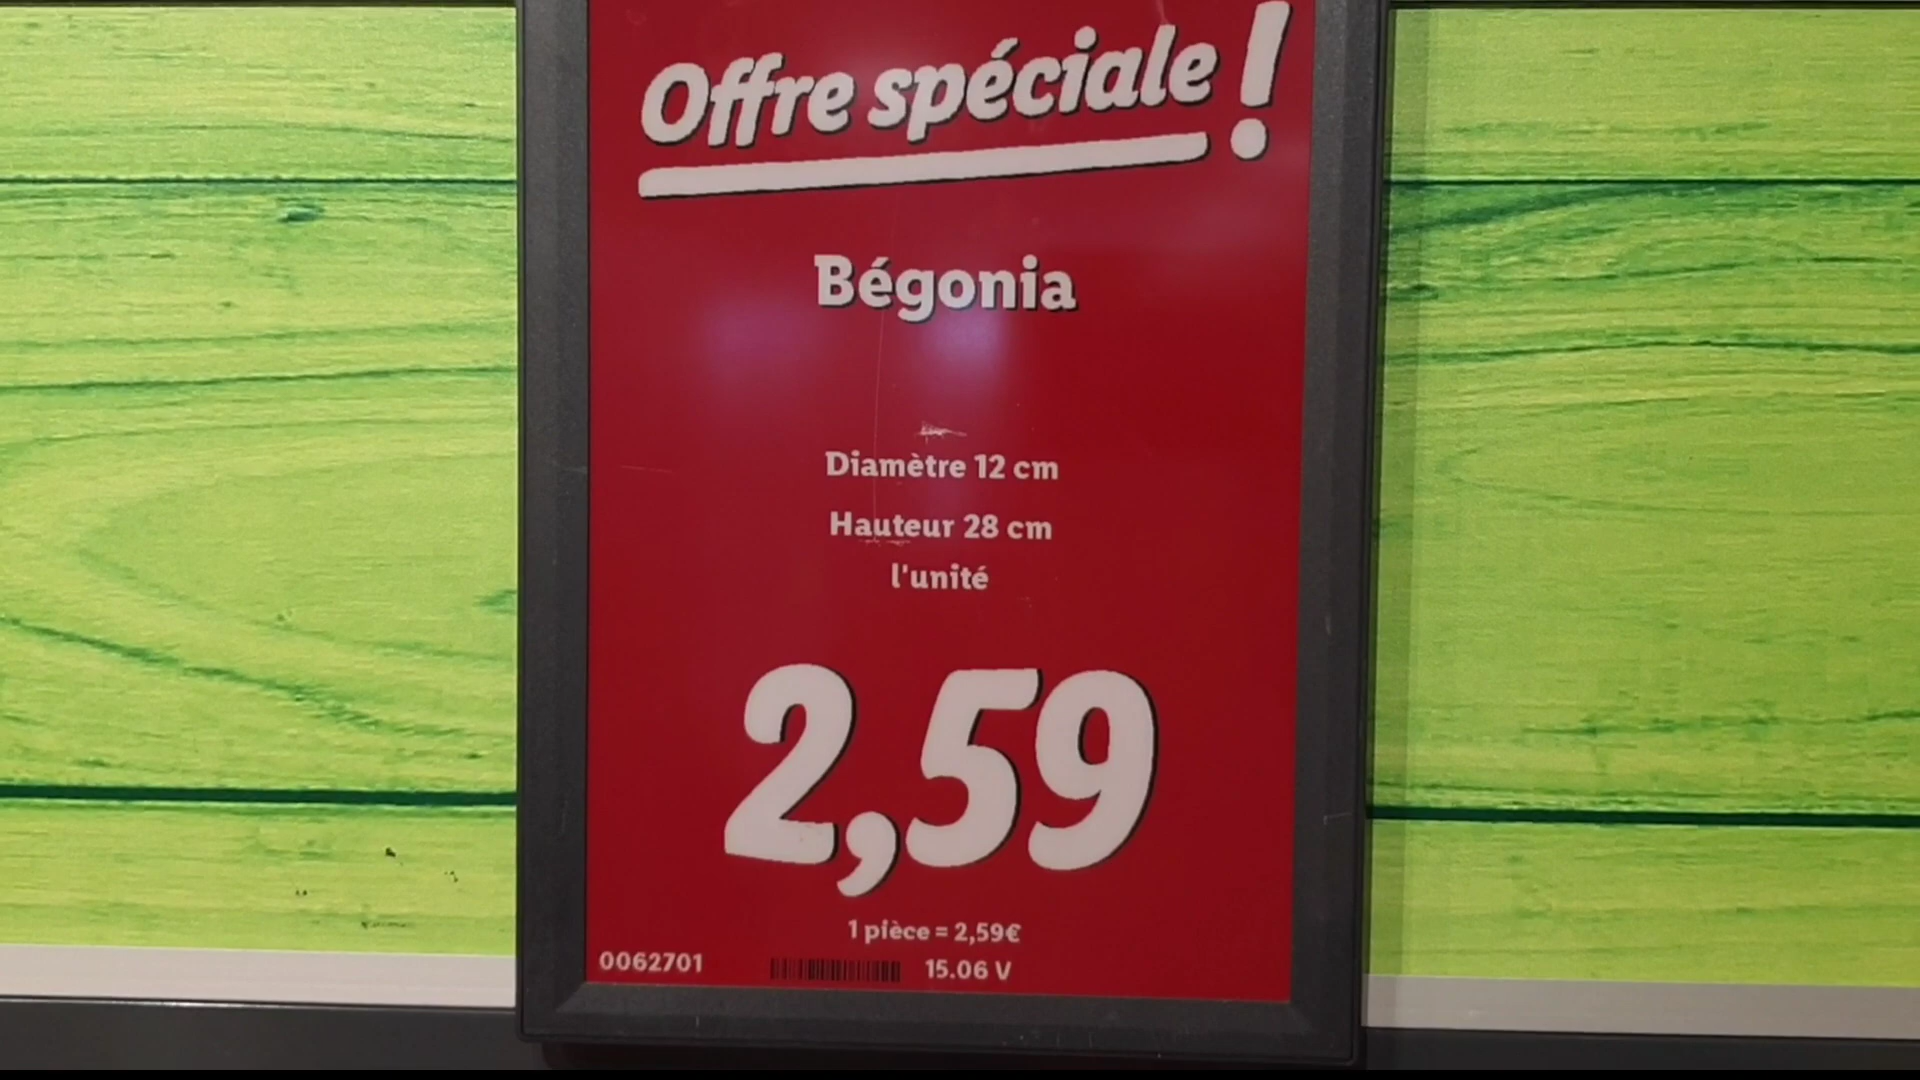 Offre spéciale !
Bégonia
Diamètre 12 cm
Hauteur 28 cm
l'unité
2,59
1 pièce = 2,59€
0062701 15.06 V